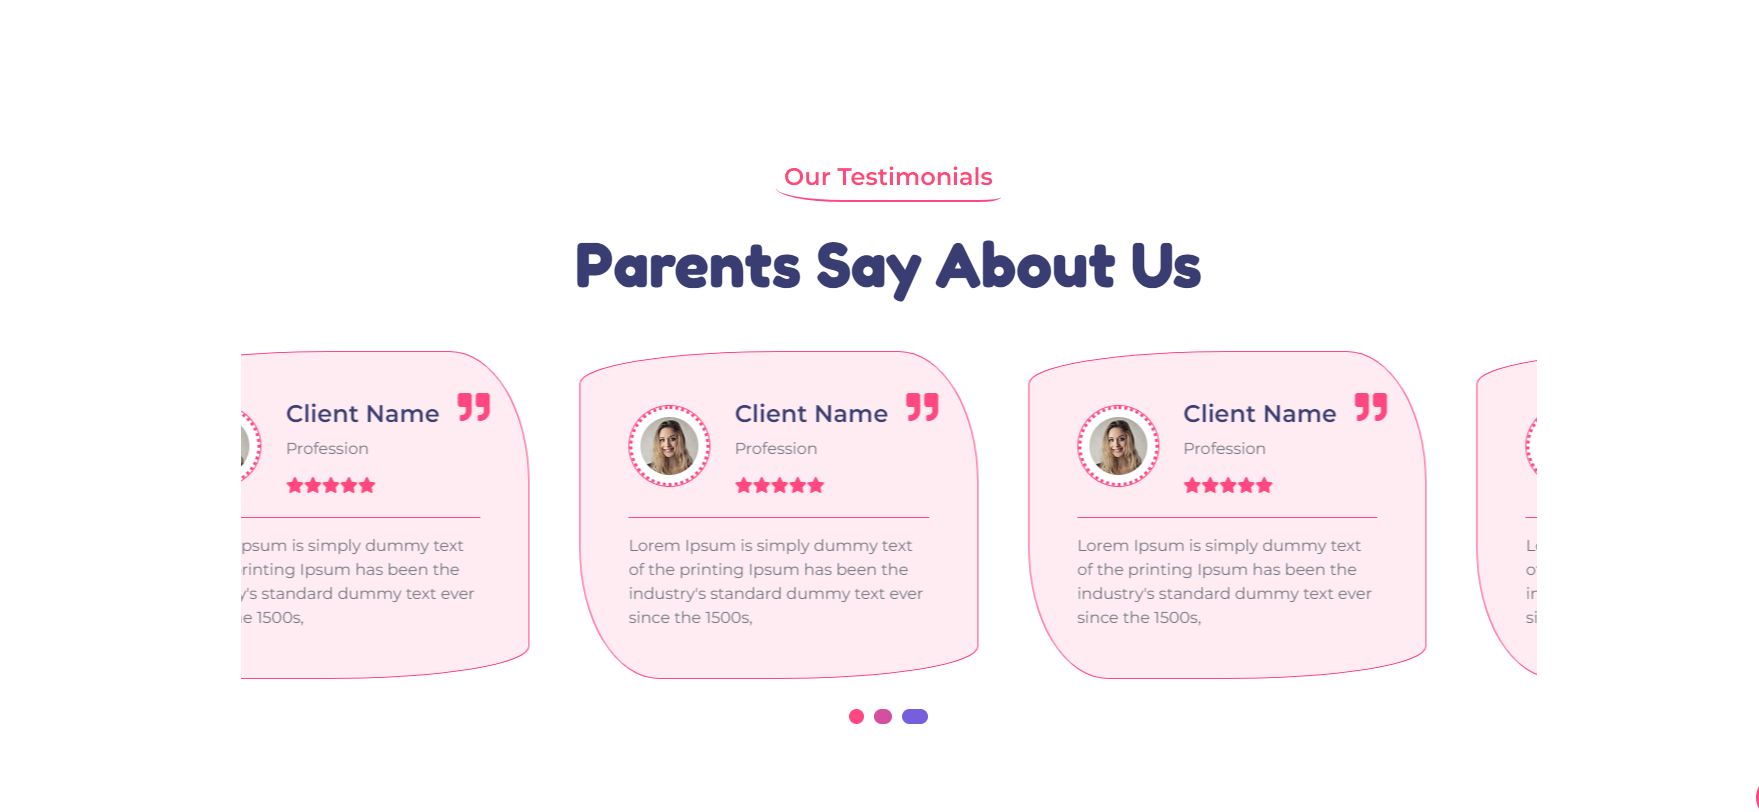 Our Testimonials
Parents Say About Us
Client Name
Profession
psum is simply dummy text
rinting Ipsum has been the
y's standard dummy text ever
e 1500s,
Client Name
Profession
Lorem Ipsum is simply dummy text
of the printing Ipsum has been the
industry's standard dummy text ever
since the 1500s,
Client Name
Profession
Lorem Ipsum is simply dummy text
of the printing Ipsum has been the
industry's standard dummy text ever
since the 1500s,